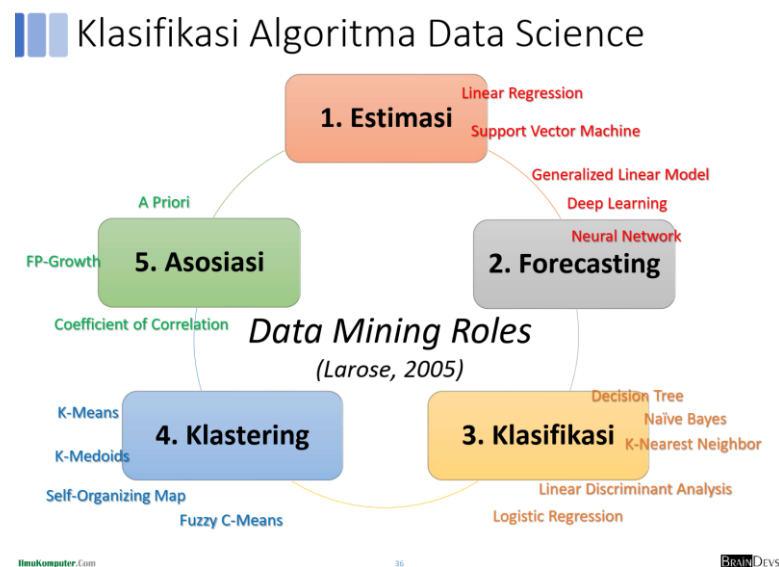 Klasifikasi Algoritma Data Science
1. Estimasi
Linear Regression
Support Vector Machine
Generalized Linear Model
Deep Learning
Neural Network
2. Forecasting
A Priori
5. Asosiasi
FP-Growth
Coefficient of Correlation
Data Mining Roles
(Larose, 2005)
Decision Tree
Naïve Bayes
K-Nearest Neighbor
3. Klasifikasi
Linear Discriminant Analysis
Logistic Regression
K-Means
4. Klastering
K-Medoids
Self-Organizing Map
Fuzzy C-Means
IlmuKomputer.Com
36
BRAINDEVS